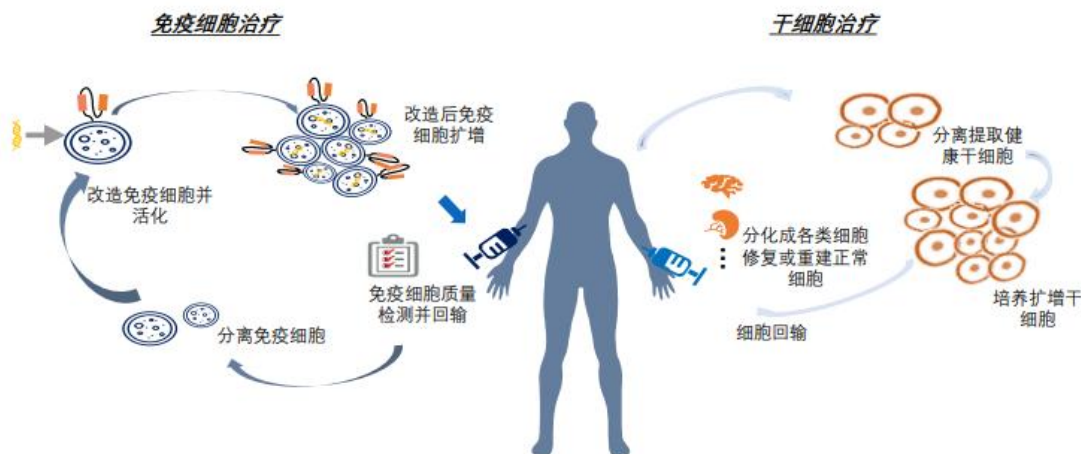 免疫细胞治疗
改造后免疫
细胞扩增
改造免疫细胞并
活化
免疫细胞质量
检测并回输
分离免疫细胞
干细胞治疗
分离提取健
康干细胞
分化成各类细胞
修复或重建正常
细胞
培养扩增干
细胞
细胞回输